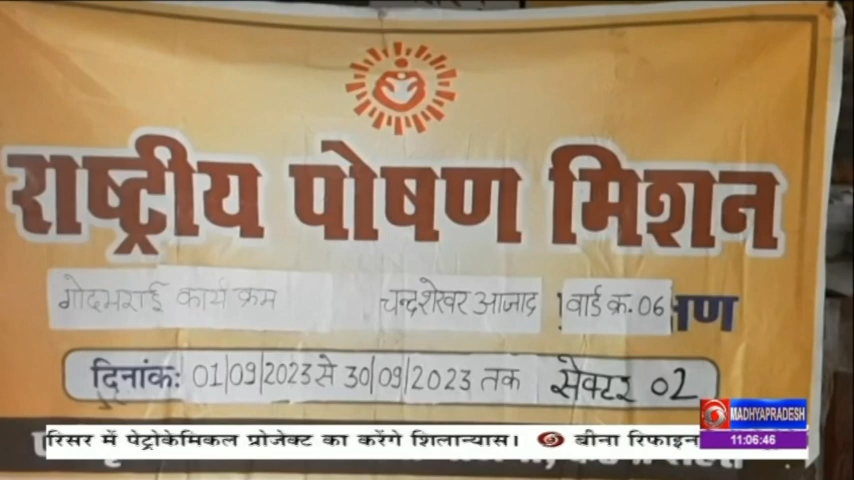 राष्ट्रीय पोषण मिशन
गोदभराई कार्य क्रम चन्द्रशेखर आजाद वार्ड क्र. 06
दिनांक: 01/09/2023 से 30/09/2023 तक सेक्टर 02
MADHYAPRADESH
रिसर में पेट्रोकेमिकल प्रोजेक्ट का करेंगे शिलान्यास। बीना रिफाइन
11:06:46